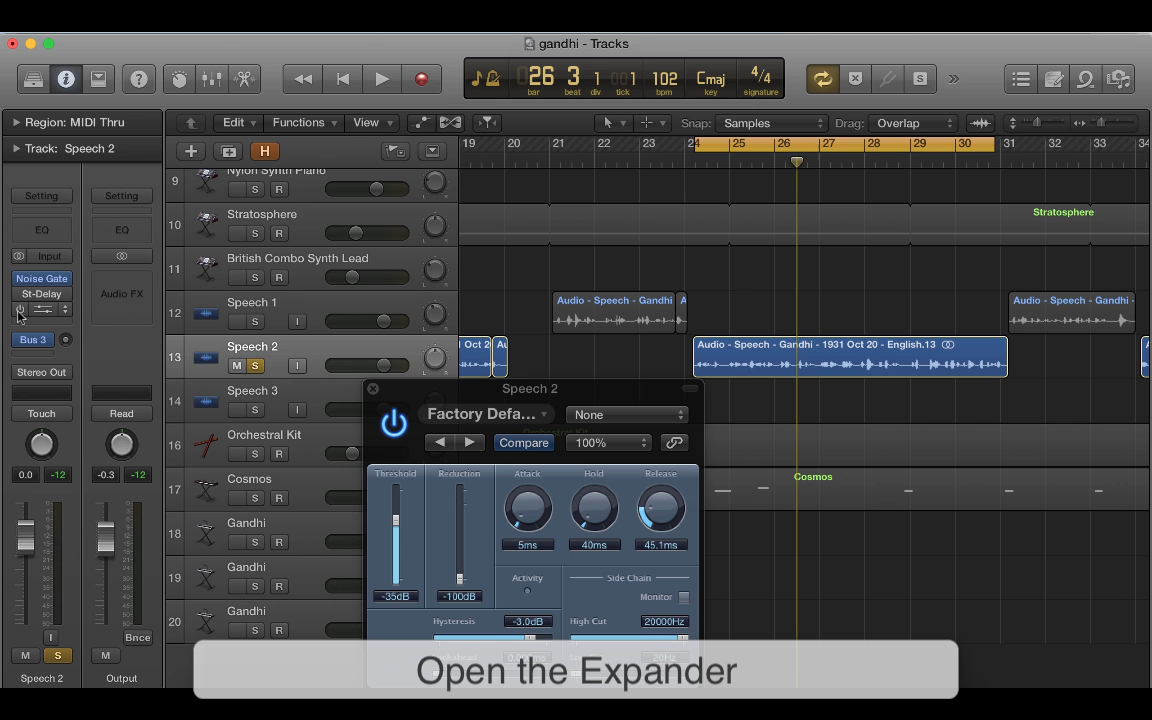 gandhi - Tracks
26 3 1 001 102 Cmaj 4/4
bar beat div tick bpm key signature
Region: MIDI Thru
Track: Speech 2
Edit Functions View Snap: Samples Drag: Overlap
H
19 20 21 22 23 24 25 26 27 28 29 30 31 32 33 34
Setting Setting
EQ EQ
Input
Noise Gate
St-Delay
Audio FX
Bus 3
Stereo Out
Touch Read
0.0 -12 -0.3 -12
I Bnce
M S M
Speech 2 Output
9 Nylon Synth Piano
S R
10 Stratosphere
S R
Stratosphere
11 British Combo Synth Lead
S R
12 Speech 1
S I
Audio - Speech - Gandhi A
Audio - Speech - Gandhi -
13 Speech 2
M S I
Oct 2 Au
Audio - Speech - Gandhi - 1931 Oct 20 - English.13
A
14 Speech 3
S I
16 Orchestral Kit
S R
17 Cosmos
S R
Cosmos
18 Gandhi
S R
19 Gandhi
S R
20 Gandhi
S R
Speech 2
Factory Defa... None
Compare 100%
Threshold Reduction Attack Hold Release
5ms 40ms 45.1ms
Activity Side Chain
Monitor
-35dB -100dB
Hysteresis -3.0dB High Cut 20000Hz
Open the Expander